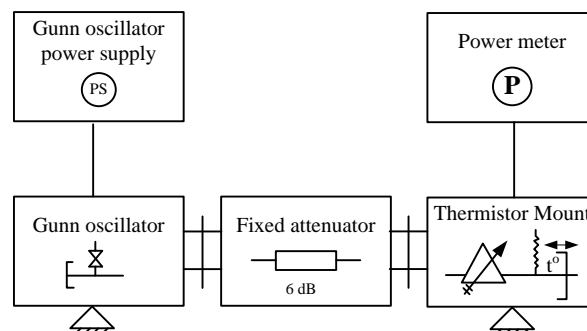 Gunn oscillator
power supply
PS
Power meter
P
Gunn oscillator
Fixed attenuator
6 dB
Thermistor Mount
t°